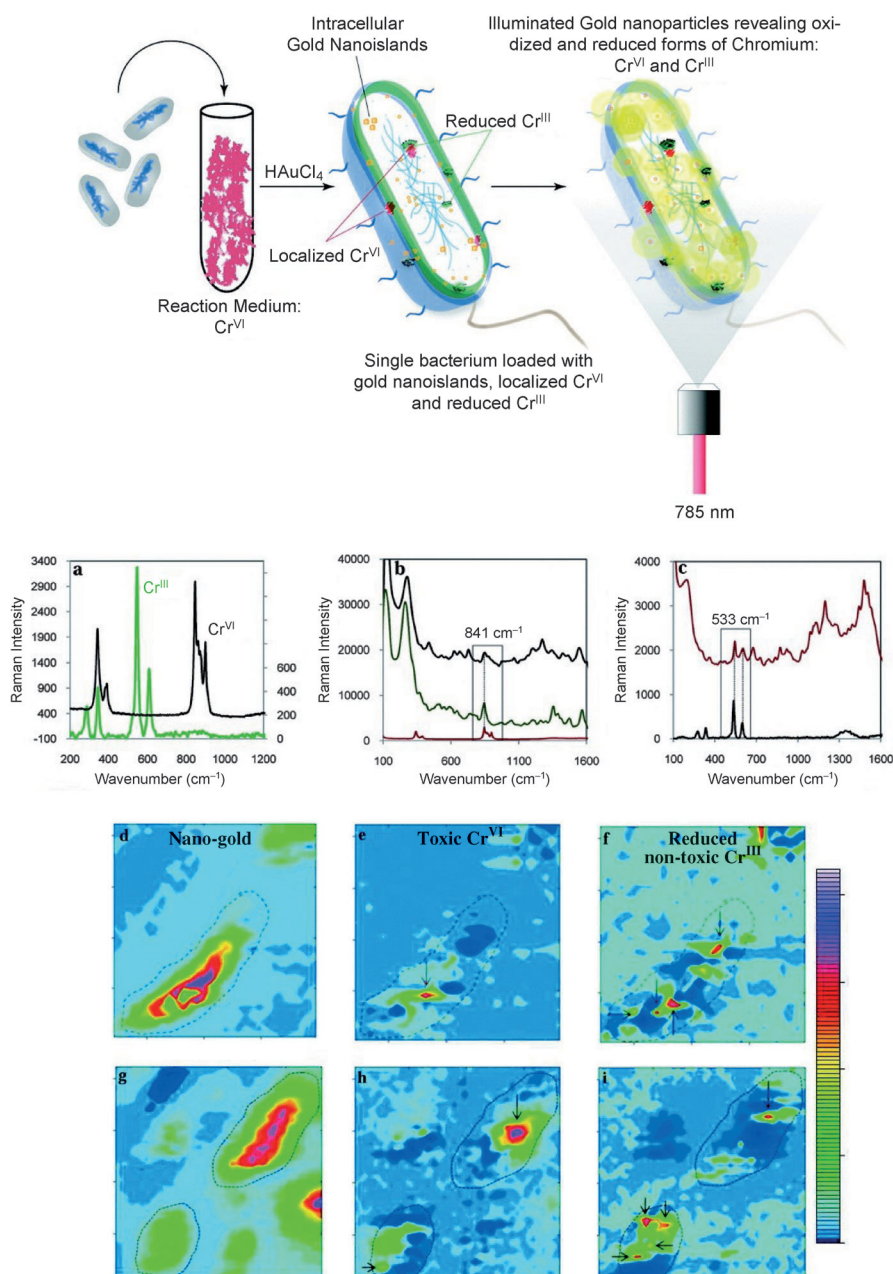 Intracellular
Gold Nanoislands
Illuminated Gold nanoparticles revealing oxi-
dized and reduced forms of Chromium:
Cr^VI and Cr^III
Reduced Cr^III
HAuCl₄
Localized Cr^VI
Reaction Medium:
Cr^VI
Single bacterium loaded with
gold nanoislands, localized Cr^VI
and reduced Cr^III
785 nm
a
Cr^III
Cr^VI
Raman Intensity
3400
2900
2400
1900
1400
900
400
-100
600
400
200
0
200 400 600 800 1000 1200
Wavenumber (cm⁻¹)
b
841 cm⁻¹
Raman Intensity
40000
30000
20000
10000
0
100 600 1100 1600
Wavenumber (cm⁻¹)
c
533 cm⁻¹
Raman Intensity
4000
3000
2000
1000
0
100 400 700 1000 1300 1600
Wavenumber (cm⁻¹)
d Nano-gold
e Toxic Cr^VI
f Reduced
non-toxic Cr^III
g
h
i